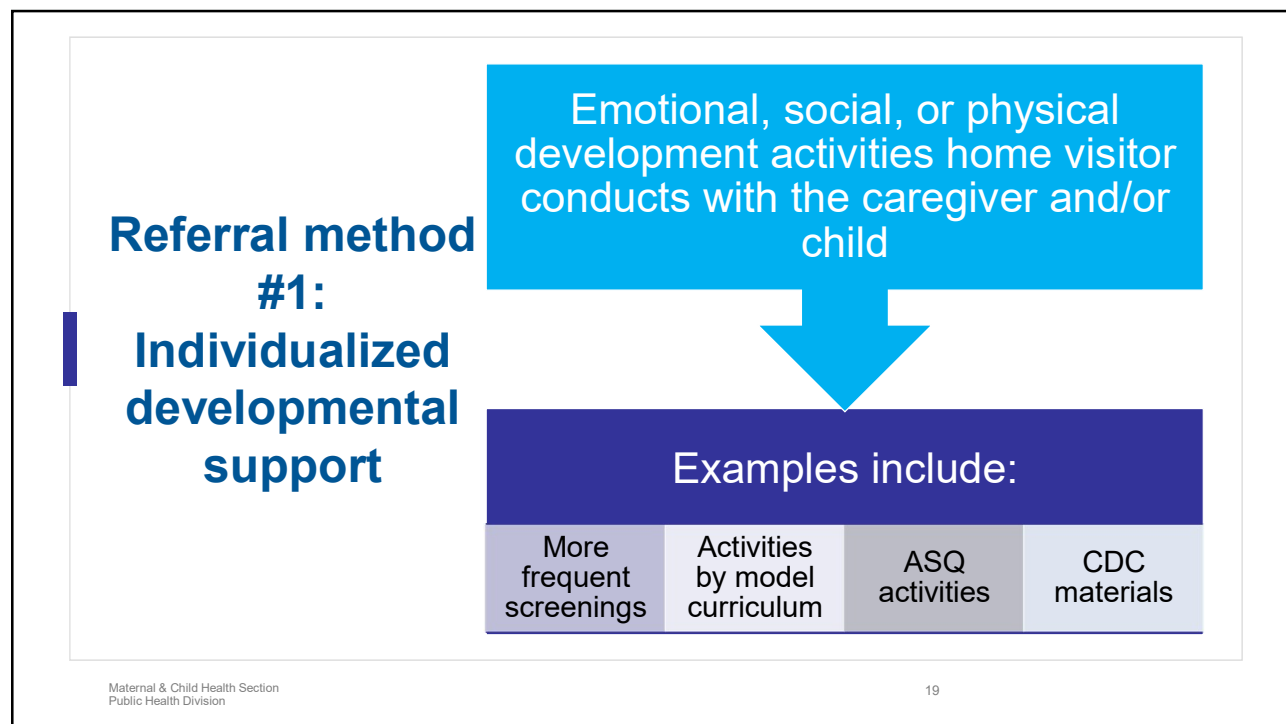 Referral method
#1:
Individualized
developmental
support
Emotional, social, or physical
development activities home visitor
conducts with the caregiver and/or
child
Examples include:
More
frequent
screenings
Activities
by model
curriculum
ASQ
activities
CDC
materials
Maternal & Child Health Section
Public Health Division
19